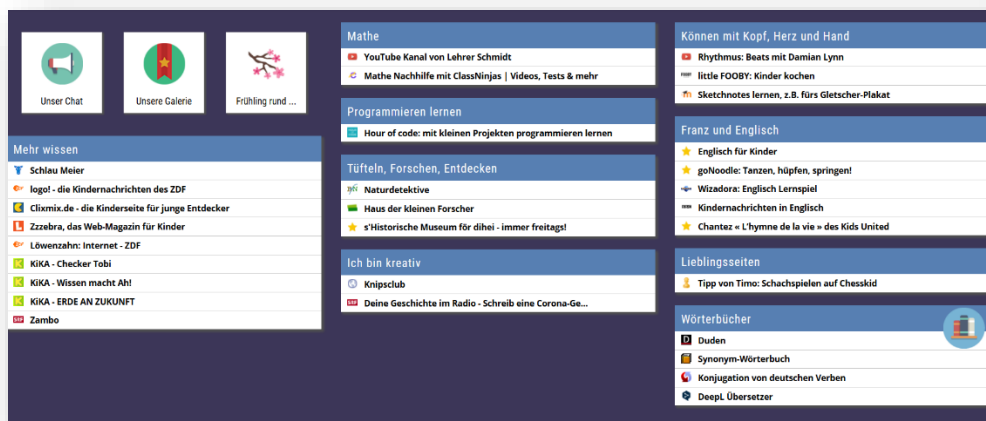 Unser Chat
Unsere Galerie
Frühling rund ...
Mehr wissen
Schlau Meier
logo! - die Kindernachrichten des ZDF
Clixmix.de - die Kinderseite für junge Entdecker
Zzzebra, das Web-Magazin für Kinder
Löwenzahn: Internet - ZDF
KiKA - Checker Tobi
KiKA - Wissen macht Ah!
KiKA - ERDE AN ZUKUNFT
SRF Zambo
Mathe
YouTube Kanal von Lehrer Schmidt
Mathe Nachhilfe mit ClassNinjas | Videos, Tests & mehr
Programmieren lernen
Hour of code: mit kleinen Projekten programmieren lernen
Tüfteln, Forschen, Entdecken
Naturdetektive
Haus der kleinen Forscher
s'Historische Museum för dihei - immer freitags!
Ich bin kreativ
Knipsclub
SRF Deine Geschichte im Radio - Schreib eine Corona-Ge...
Können mit Kopf, Herz und Hand
Rhythmus: Beats mit Damian Lynn
little FOOBY: Kinder kochen
Sketchnotes lernen, z.B. fürs Gletscher-Plakat
Franz und Englisch
Englisch für Kinder
goNoodle: Tanzen, hüpfen, springen!
Wizadora: Englisch Lernspiel
Kindernachrichten in Englisch
Chantez « L'hymne de la vie » des Kids United
Lieblingsseiten
Tipp von Timo: Schachspielen auf Chesskid
Wörterbücher
D Duden
Synonym-Wörterbuch
Konjugation von deutschen Verben
DeepL Übersetzer